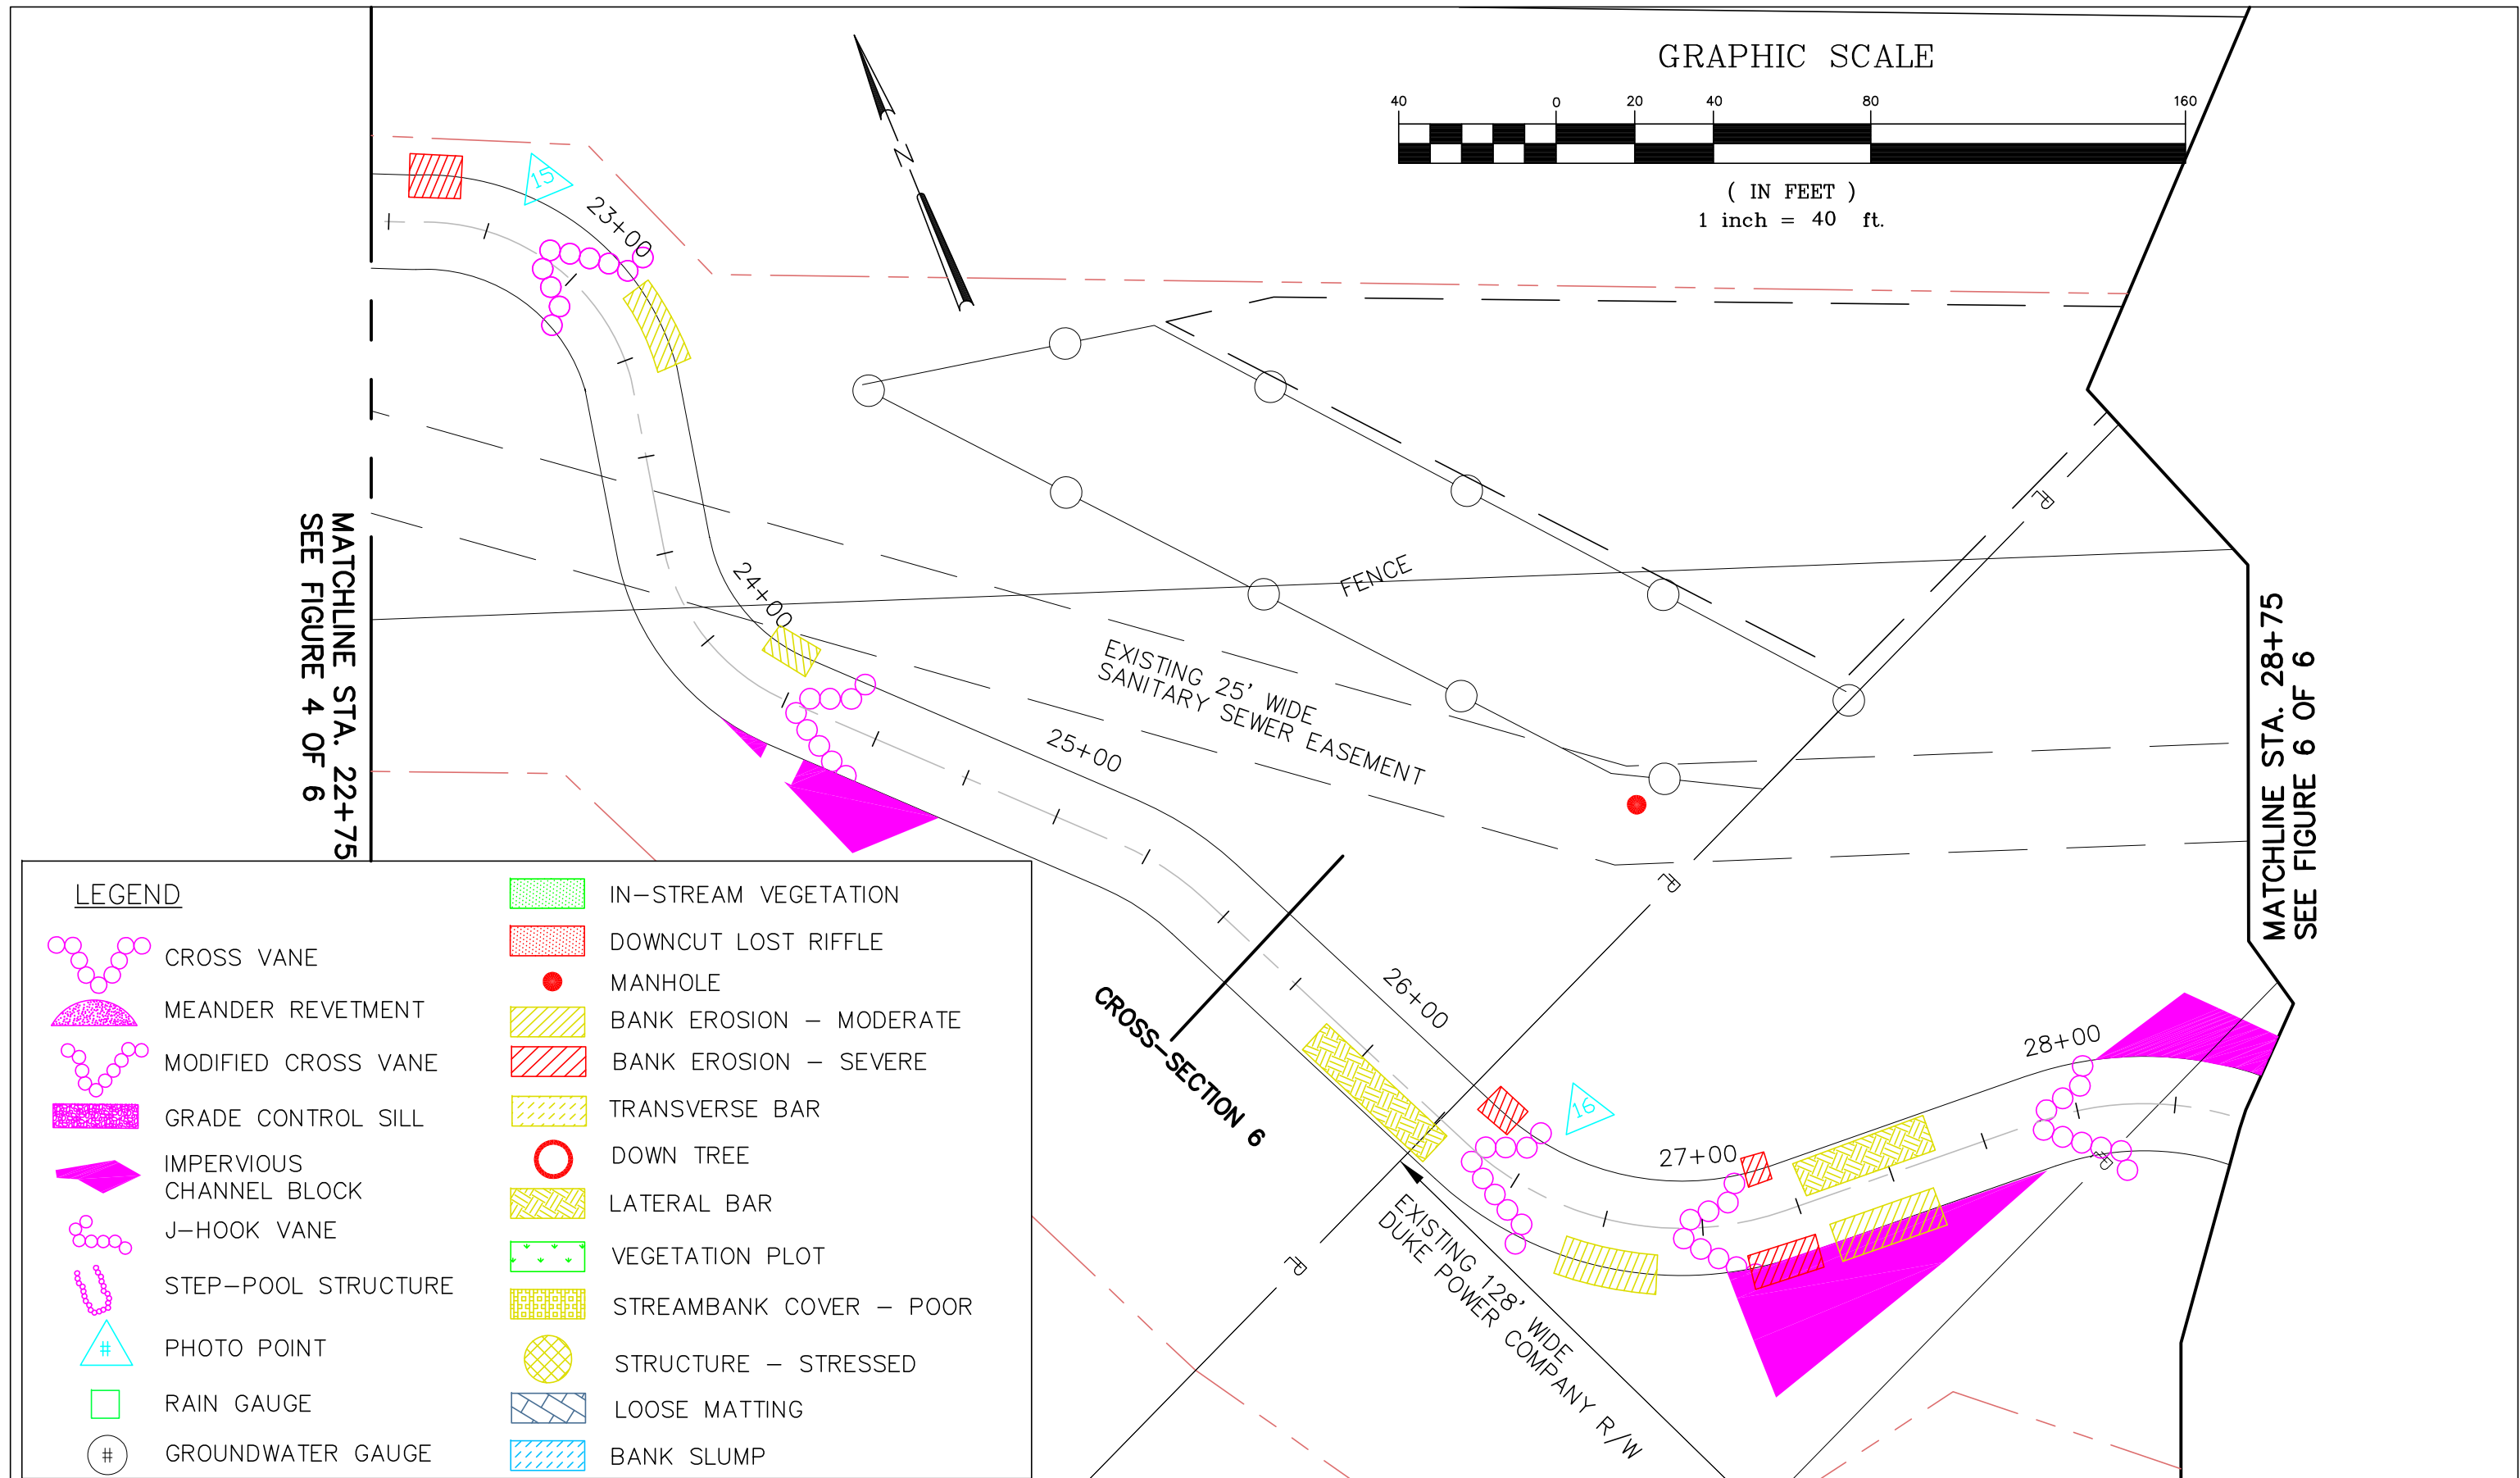 GRAPHIC SCALE
40 0 20 40 80 160
( IN FEET )
1 inch = 40 ft.
N
15
23+00
MATCHLINE STA. 22+75
SEE FIGURE 4 OF 6
24+00
FENCE
EXISTING 25' WIDE
SANITARY SEWER EASEMENT
25+00
P
P
P
P
MATCHLINE STA. 28+75
SEE FIGURE 6 OF 6
CROSS-SECTION 6
26+00
16
27+00
28+00
EXISTING 128' WIDE
DUKE POWER COMPANY R/W
LEGEND
CROSS VANE
MEANDER REVETMENT
MODIFIED CROSS VANE
GRADE CONTROL SILL
IMPERVIOUS
CHANNEL BLOCK
J-HOOK VANE
STEP-POOL STRUCTURE
#
PHOTO POINT
RAIN GAUGE
#
GROUNDWATER GAUGE
IN-STREAM VEGETATION
DOWNCUT LOST RIFFLE
MANHOLE
BANK EROSION - MODERATE
BANK EROSION - SEVERE
TRANSVERSE BAR
DOWN TREE
LATERAL BAR
VEGETATION PLOT
STREAMBANK COVER - POOR
STRUCTURE - STRESSED
LOOSE MATTING
BANK SLUMP